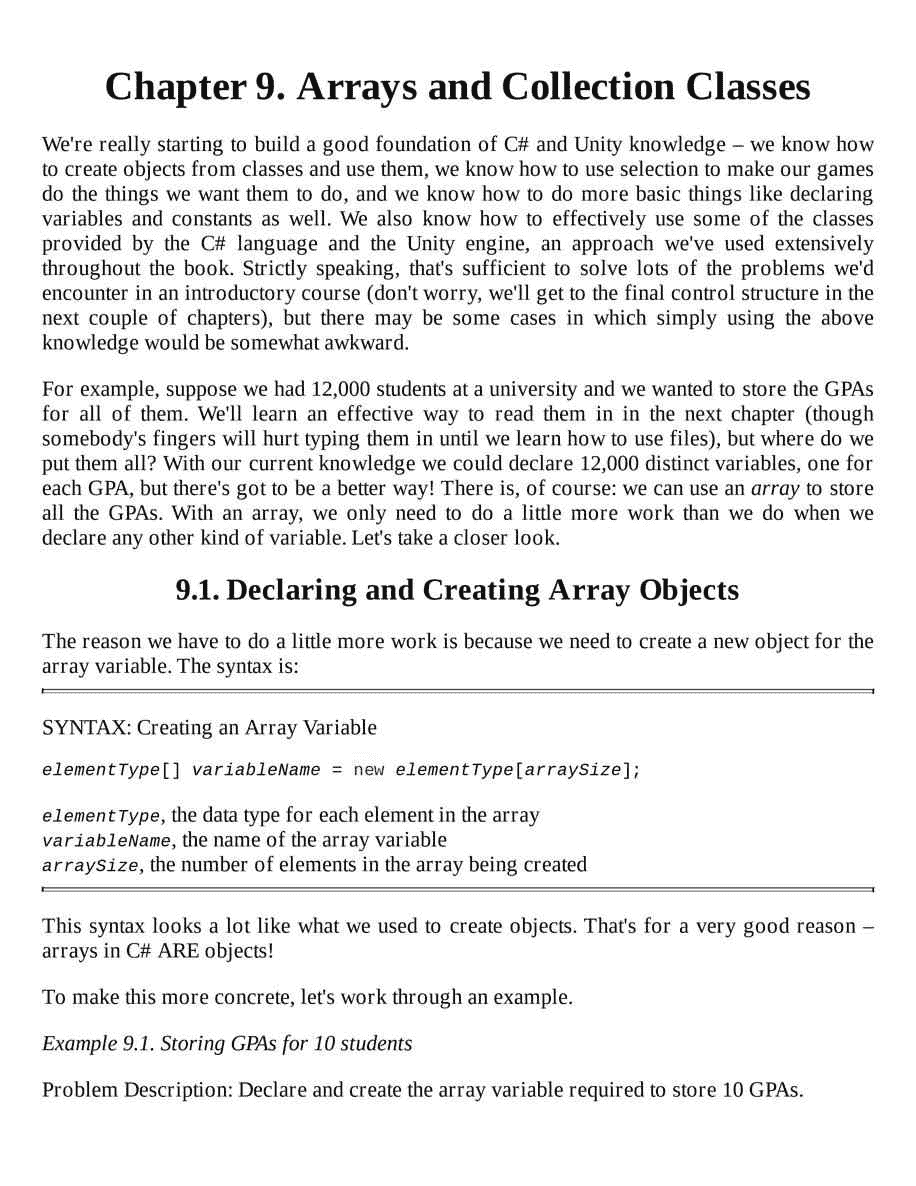 Chapter 9. Arrays and Collection Classes
We're really starting to build a good foundation of C# and Unity knowledge – we know how
to create objects from classes and use them, we know how to use selection to make our games
do the things we want them to do, and we know how to do more basic things like declaring
variables and constants as well. We also know how to effectively use some of the classes
provided by the C# language and the Unity engine, an approach we've used extensively
throughout the book. Strictly speaking, that's sufficient to solve lots of the problems we'd
encounter in an introductory course (don't worry, we'll get to the final control structure in the
next couple of chapters), but there may be some cases in which simply using the above
knowledge would be somewhat awkward.
For example, suppose we had 12,000 students at a university and we wanted to store the GPAs
for all of them. We'll learn an effective way to read them in in the next chapter (though
somebody's fingers will hurt typing them in until we learn how to use files), but where do we
put them all? With our current knowledge we could declare 12,000 distinct variables, one for
each GPA, but there's got to be a better way! There is, of course: we can use an array to store
all the GPAs. With an array, we only need to do a little more work than we do when we
declare any other kind of variable. Let's take a closer look.
9.1. Declaring and Creating Array Objects
The reason we have to do a little more work is because we need to create a new object for the
array variable. The syntax is:
SYNTAX: Creating an Array Variable
elementType[] variableName = new elementType[arraySize];
elementType, the data type for each element in the array
variableName, the name of the array variable
arraySize, the number of elements in the array being created
This syntax looks a lot like what we used to create objects. That's for a very good reason –
arrays in C# ARE objects!
To make this more concrete, let's work through an example.
Example 9.1. Storing GPAs for 10 students
Problem Description: Declare and create the array variable required to store 10 GPAs.